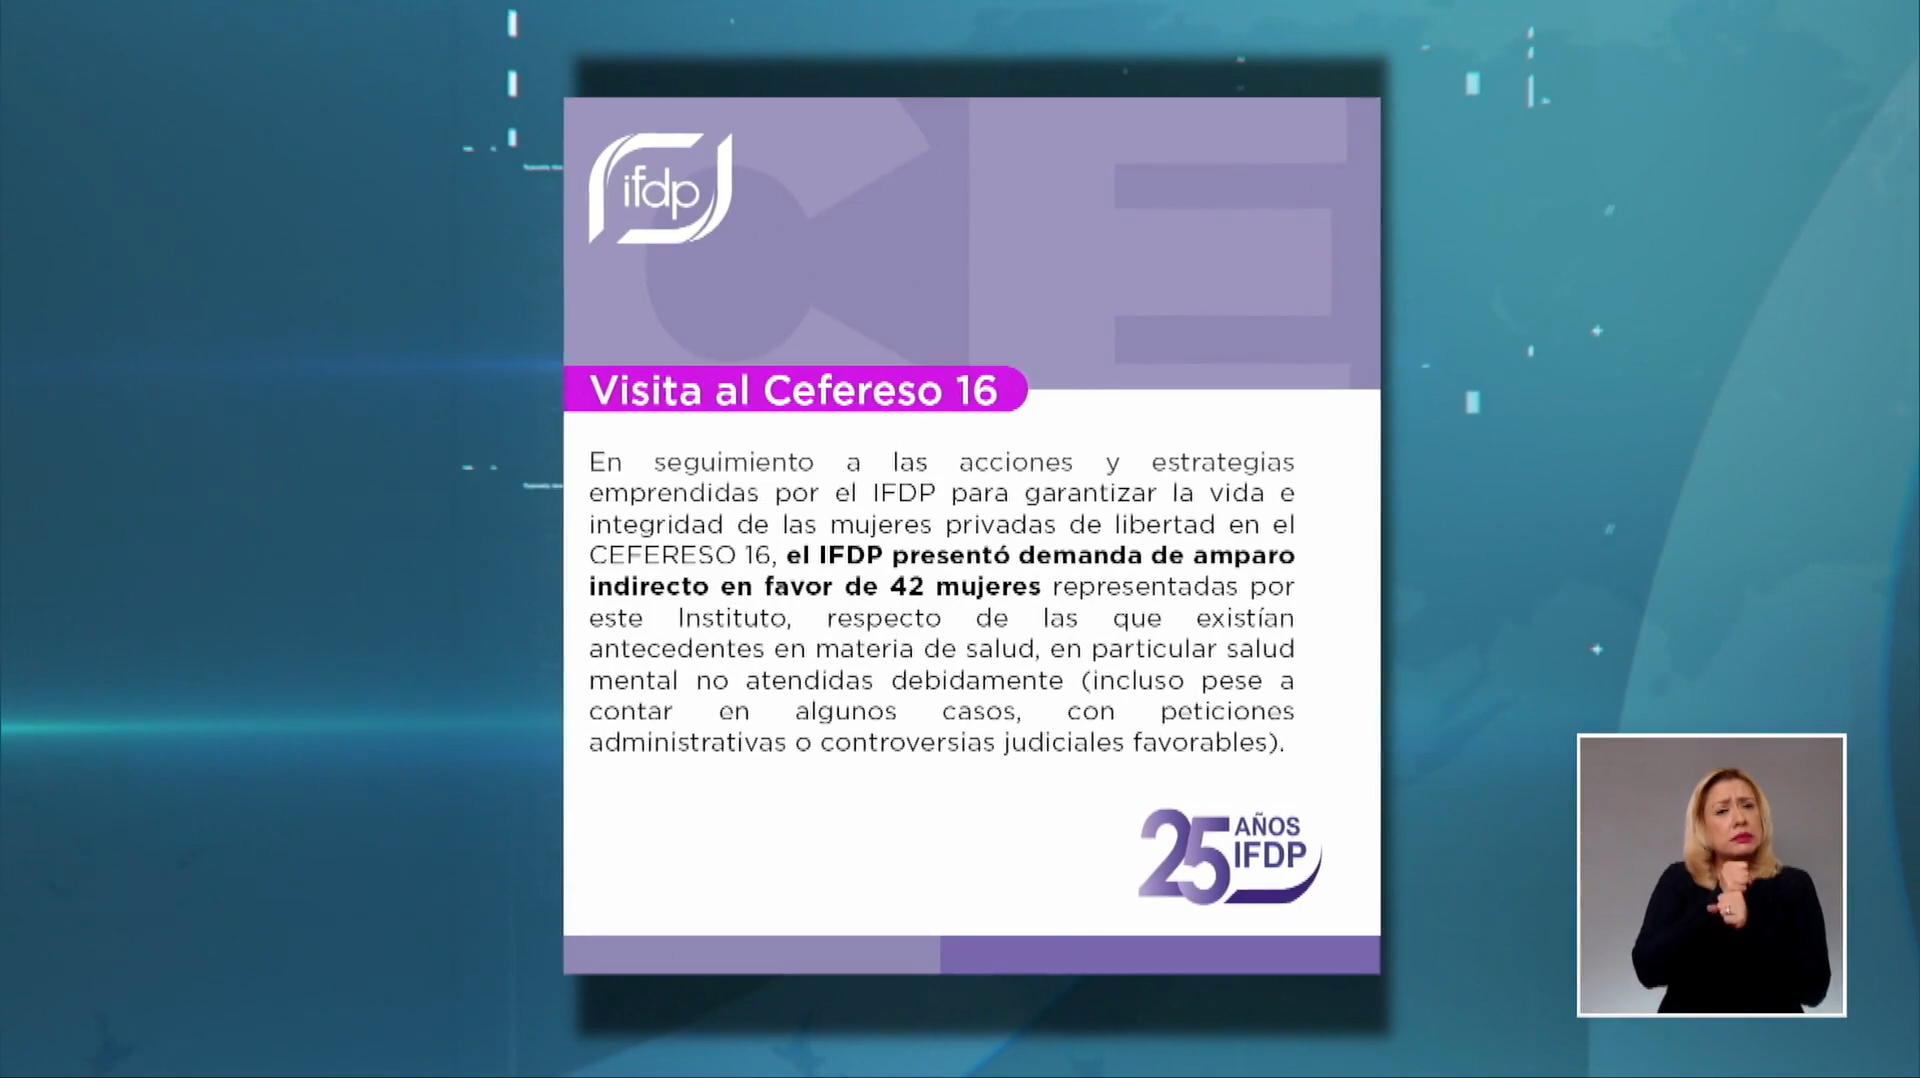 ifdp
Visita al Cefereso 16
En seguimiento a las acciones y estrategias
emprendidas por el IFDP para garantizar la vida e
integridad de las mujeres privadas de libertad en el
CEFERESO 16, el IFDP presentó demanda de amparo
indirecto en favor de 42 mujeres representadas por
este Instituto, respecto de las que existían
antecedentes en materia de salud, en particular salud
mental no atendidas debidamente (incluso pese a
contar en algunos casos, con peticiones
administrativas o controversias judiciales favorables).
25 AÑOS
IFDP